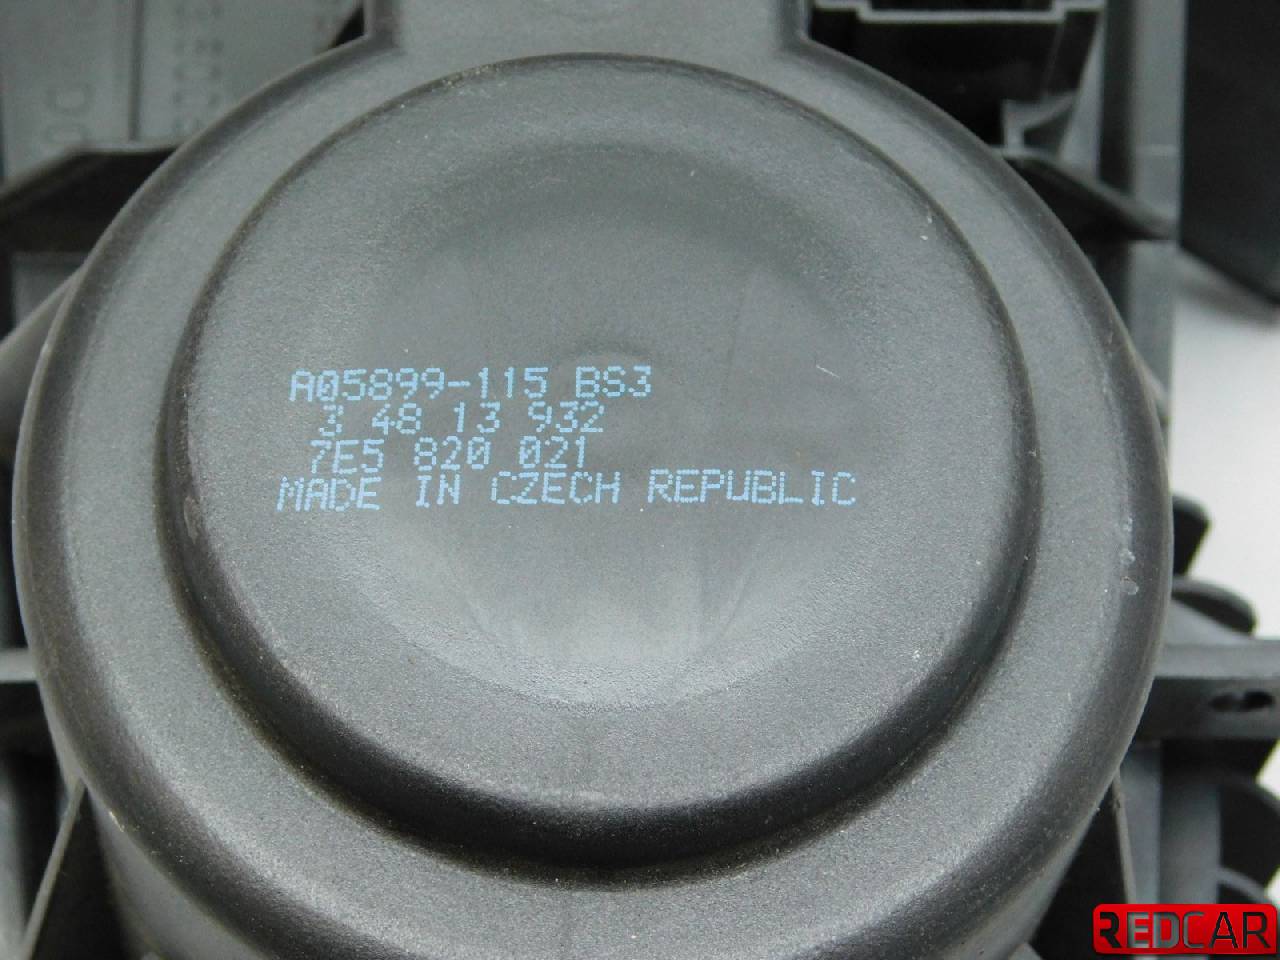 A05899-115 BS3
3 48 13 932
7E5 820 021
MADE IN CZECH REPUBLIC
REDCAR